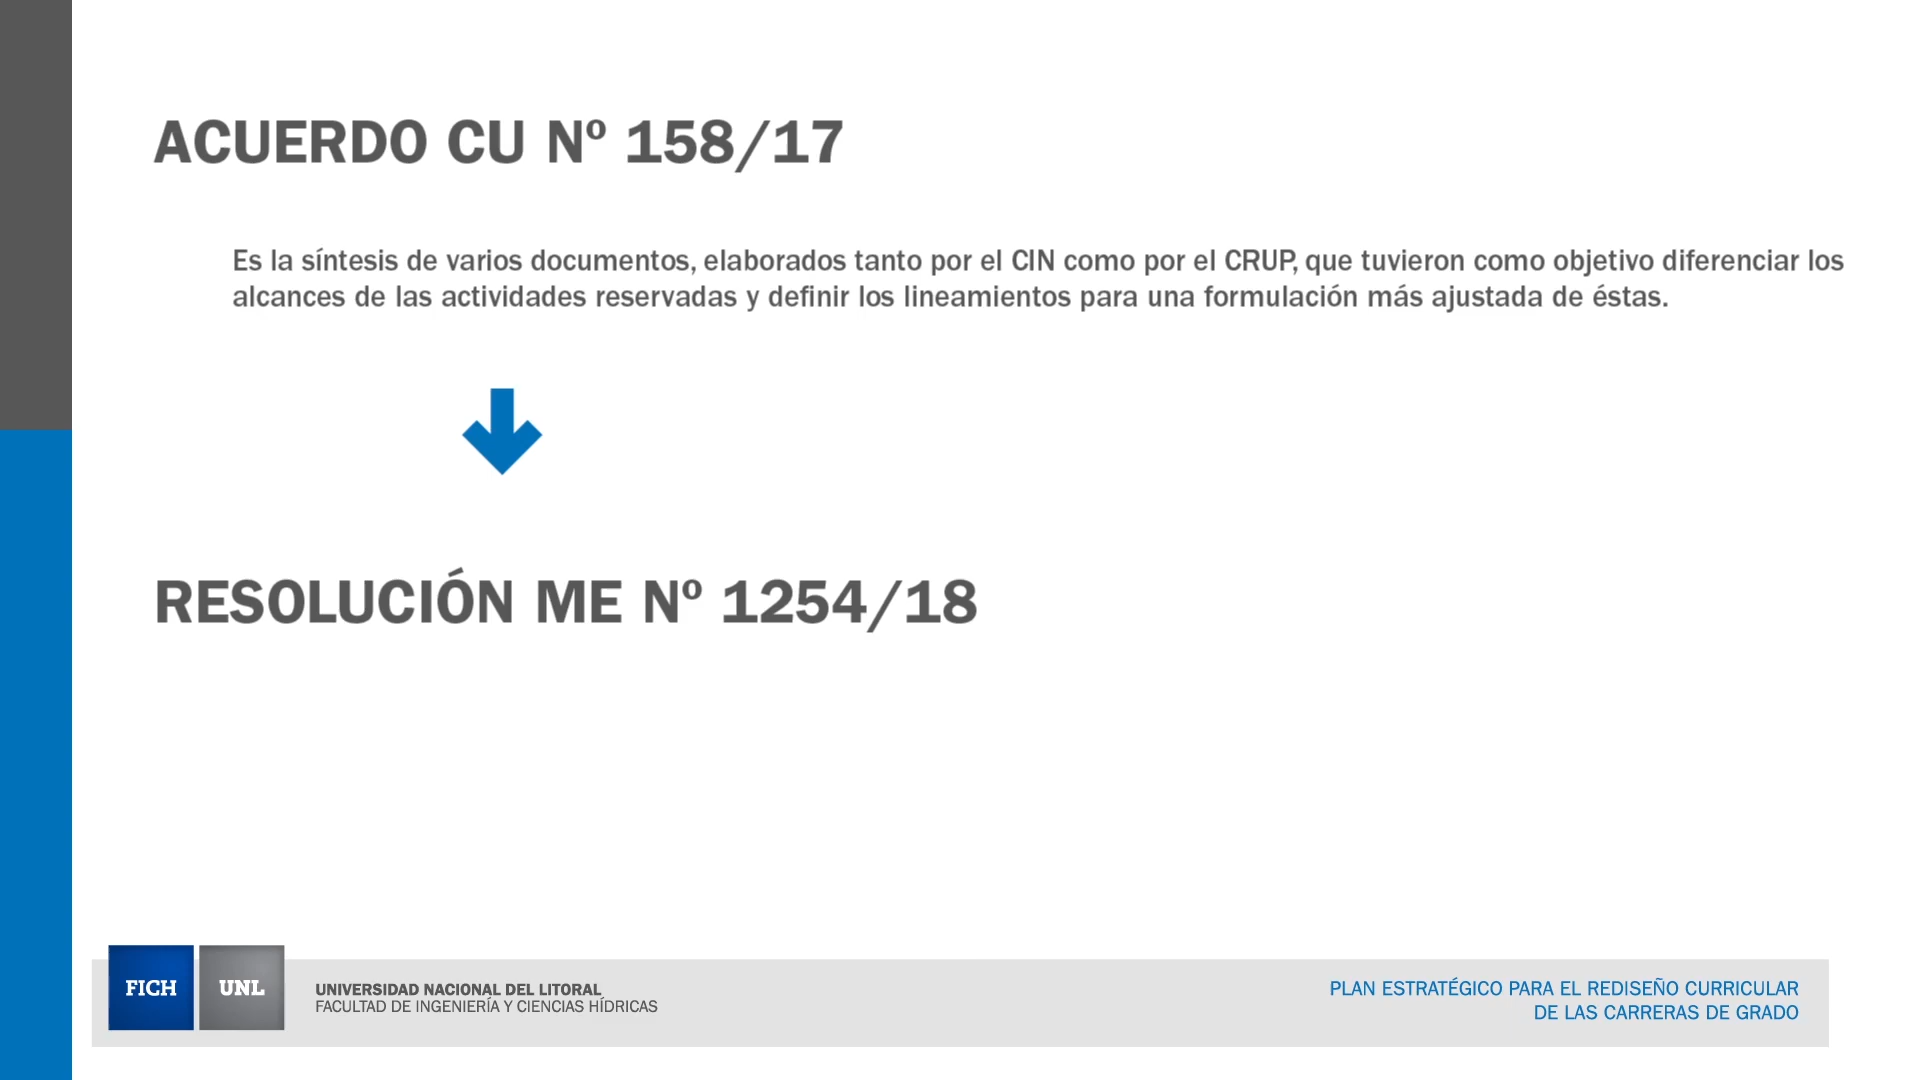 ACUERDO CU Nº 158/17
Es la síntesis de varios documentos, elaborados tanto por el CIN como por el CRUP, que tuvieron como objetivo diferenciar los
alcances de las actividades reservadas y definir los lineamientos para una formulación más ajustada de éstas.
RESOLUCIÓN ME Nº 1254/18
FICH UNL
UNIVERSIDAD NACIONAL DEL LITORAL
FACULTAD DE INGENIERÍA Y CIENCIAS HÍDRICAS
PLAN ESTRATÉGICO PARA EL REDISEÑO CURRICULAR
DE LAS CARRERAS DE GRADO